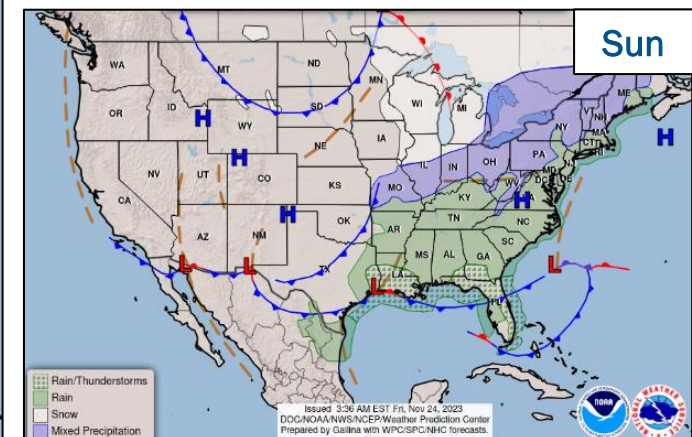 Sun
WA
MT
ND
MN
OR
ID
WY
SD
WI
MI
ME
VT
NH
NY
MA
CT
RI
NE
IA
PA
NJ
NV
UT
CO
IL
IN
OH
MD
DE
DC
CA
KS
MO
WV
VA
KY
AZ
NM
OK
AR
TN
NC
SC
TX
LA
MS
AL
GA
FL
H
H
H
H
H
L
L
L
L
Rain/Thunderstorms
Rain
Snow
Mixed Precipitation
Issued 3:36 AM EST Fri, Nov 24, 2023
DOC/NOAA/NWS/NCEP/Weather Prediction Center
Prepared by Gallina with WPC/SPC/NHC forecasts.
NOAA